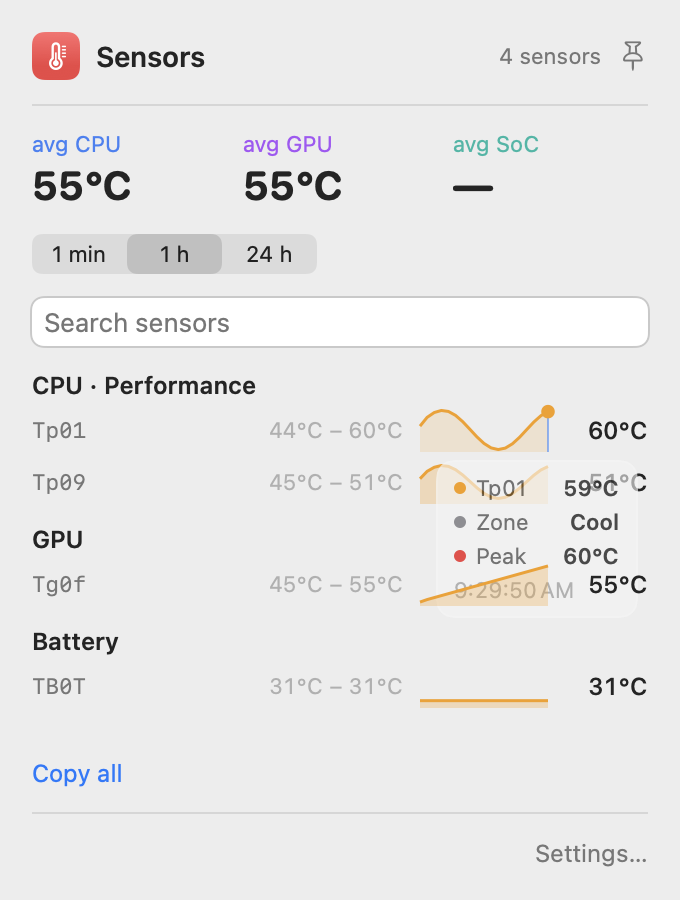 Sensors
4 sensors
avg CPU
avg GPU
avg SoC
55°C
55°C
—
1 min
1 h
24 h
Search sensors
CPU · Performance
Tp01
44°C – 60°C
60°C
Tp09
45°C – 51°C
51°C
Tp01
59°C
Zone
Cool
Peak
60°C
9:29:50 AM
GPU
Tg0f
45°C – 55°C
55°C
Battery
TB0T
31°C – 31°C
31°C
Copy all
Settings...